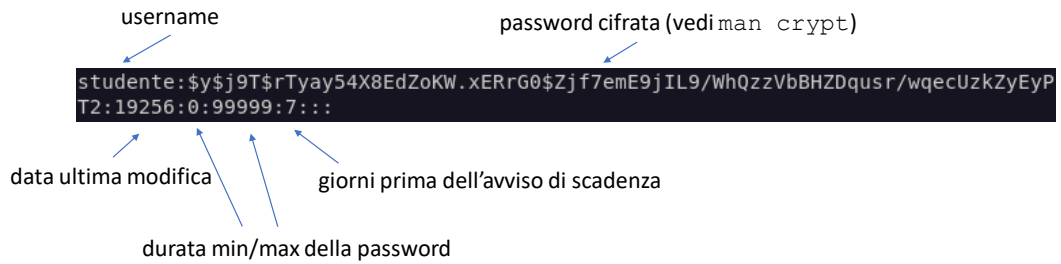 username
password cifrata (vedi man crypt)
studente:$y$j9T$rTyay54X8EdZoKW.xERrG0$Zjf7emE9jIL9/WhQzzVbBHZDqusr/wqecUzkZyEyP
T2:19256:0:99999:7:::
data ultima modifica
giorni prima dell’avviso di scadenza
durata min/max della password